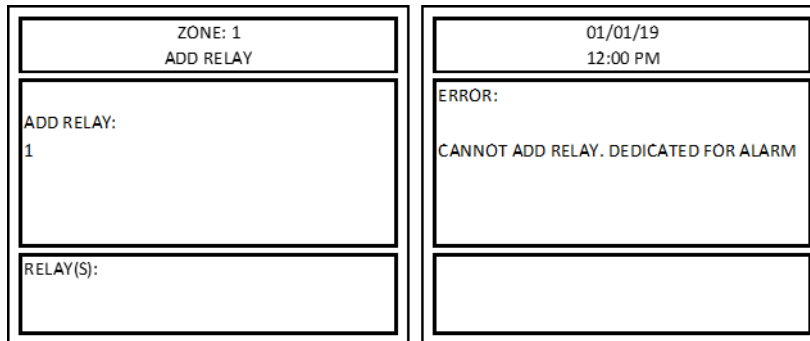 ZONE: 1
ADD RELAY
ADD RELAY:
1
RELAY(S):
01/01/19
12:00 PM
ERROR:
CANNOT ADD RELAY. DEDICATED FOR ALARM